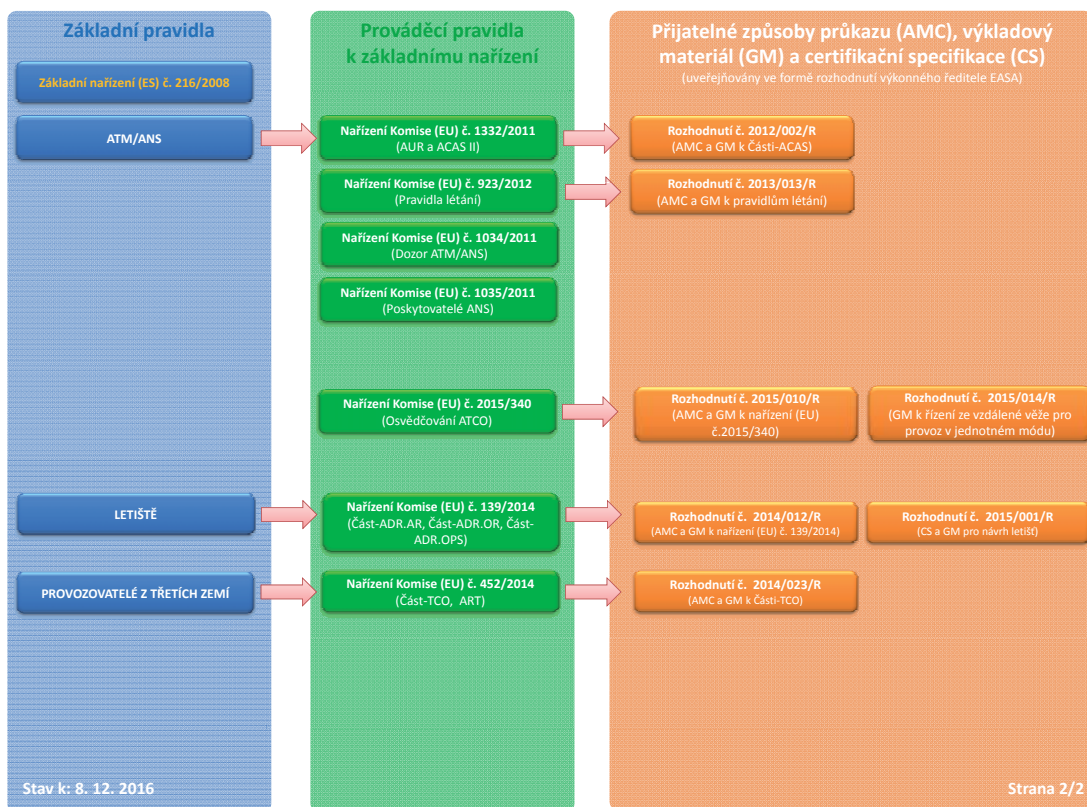 Základní pravidla
Základní nařízení (ES) č. 216/2008
ATM/ANS
LETIŠTĚ
PROVOZOVATELÉ Z TŘETÍCH ZEMÍ
Stav k: 8. 12. 2016
Prováděcí pravidla
k základnímu nařízení
Nařízení Komise (EU) č. 1332/2011
(AUR a ACAS II)
Nařízení Komise (EU) č. 923/2012
(Pravidla létání)
Nařízení Komise (EU) č. 1034/2011
(Dozor ATM/ANS)
Nařízení Komise (EU) č. 1035/2011
(Poskytovatelé ANS)
Nařízení Komise (EU) č. 2015/340
(Osvědčování ATCO)
Nařízení Komise (EU) č. 139/2014
(Část-ADR.AR, Část-ADR.OR, Část-
ADR.OPS)
Nařízení Komise (EU) č. 452/2014
(Část-TCO, ART)
Přijatelné způsoby průkazu (AMC), výkladový
materiál (GM) a certifikační specifikace (CS)
(uveřejňovány ve formě rozhodnutí výkonného ředitele EASA)
Rozhodnutí č. 2012/002/R
(AMC a GM k Části-ACAS)
Rozhodnutí č. 2013/013/R
(AMC a GM k pravidlům létání)
Rozhodnutí č. 2015/010/R
(AMC a GM k nařízení (EU)
č.2015/340)
Rozhodnutí č. 2015/014/R
(GM k řízení ze vzdálené věže pro
provoz v jednotném módu)
Rozhodnutí č. 2014/012/R
(AMC a GM k nařízení (EU) č. 139/2014)
Rozhodnutí č. 2015/001/R
(CS a GM pro návrh letišť)
Rozhodnutí č. 2014/023/R
(AMC a GM k Části-TCO)
Strana 2/2